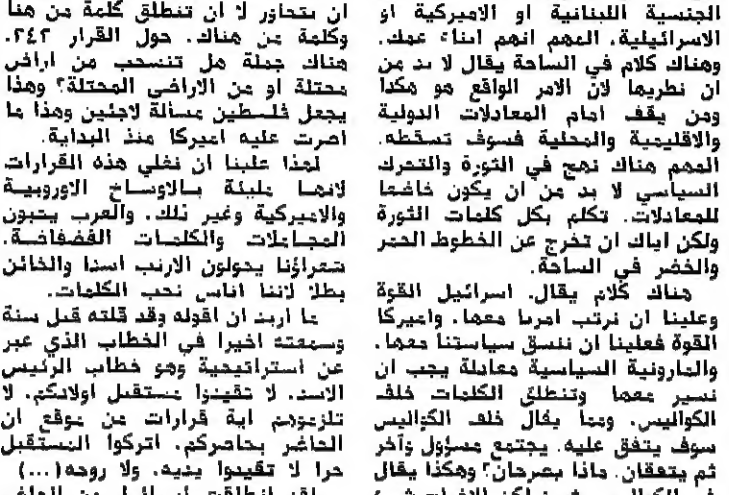 الجنسية اللبنانية او الاميركية او
الاسرائيلية، المهم انهم ابناء عمك.
وهناك كلام في الساحة يقال لا بد من
ان نطريها لان الامر الواقع هو هكذا
ومن يقف امام المعادلات الدولية
والاقليمية والمحلية فسوف تسقطه.
المهم هناك نهج في الثورة والتحرك
السياسي لا بد من ان يكون خاضعا
للمعادلات. تكلم بكل كلمات الثورة
ولكن اياك ان تخرج عن الخطوط الحمر
والخضر في الساحة.
هناك كلام يقال. اسرائيل القوة
وعلينا ان نرتب امرنا معها. واميركا
القوة فعلينا ان ننسق سياستنا معها.
والمارونية السياسية معادلة يجب ان
نسير معها وتنطلق الكلمات خلف
الكواليس. ومما يقال خلف الكواليس
سوف يتفق عليه. يجتمع مسؤول وآخر
ثم يتفقان. ماذا يصرحان؟ وهكذا يقال
ان نتحاور لا ان تنطلق كلمة من هنا
وكلمة من هناك. حول القرار ٢٤٢.
هناك جملة هل تنسحب من اراض
محتلة او من الاراضي المحتلة؟ وهذا
يجعل فلسطين مسألة لاجئين وهذا ما
اصرت عليه اميركا منذ البداية.
لهذا علينا ان نغلي هذه القرارات
لانها مليئة بالاوساخ الاوروبية
والاميركية وغير ذلك. والعرب يحبون
المجاملات والكلمات الفضفاضة.
شعراؤنا يحولون الارنب اسدا والخائن
بطلا لاننا اناس نحب الكلمات.
ما اريد ان اقوله وقد قلته قبل سنة
وسمعته اخيرا في الخطاب الذي عبر
عن استراتيجية وهو خطاب الرئيس
الاسد. لا تقيدوا مستقبل اولادكم. لا
تلزموهم اية قرارات من موقع ان
الحاضر يحاصركم. اتركوا المستقبل
حرا لا تقيدوا يديه. ولا روحه (...)